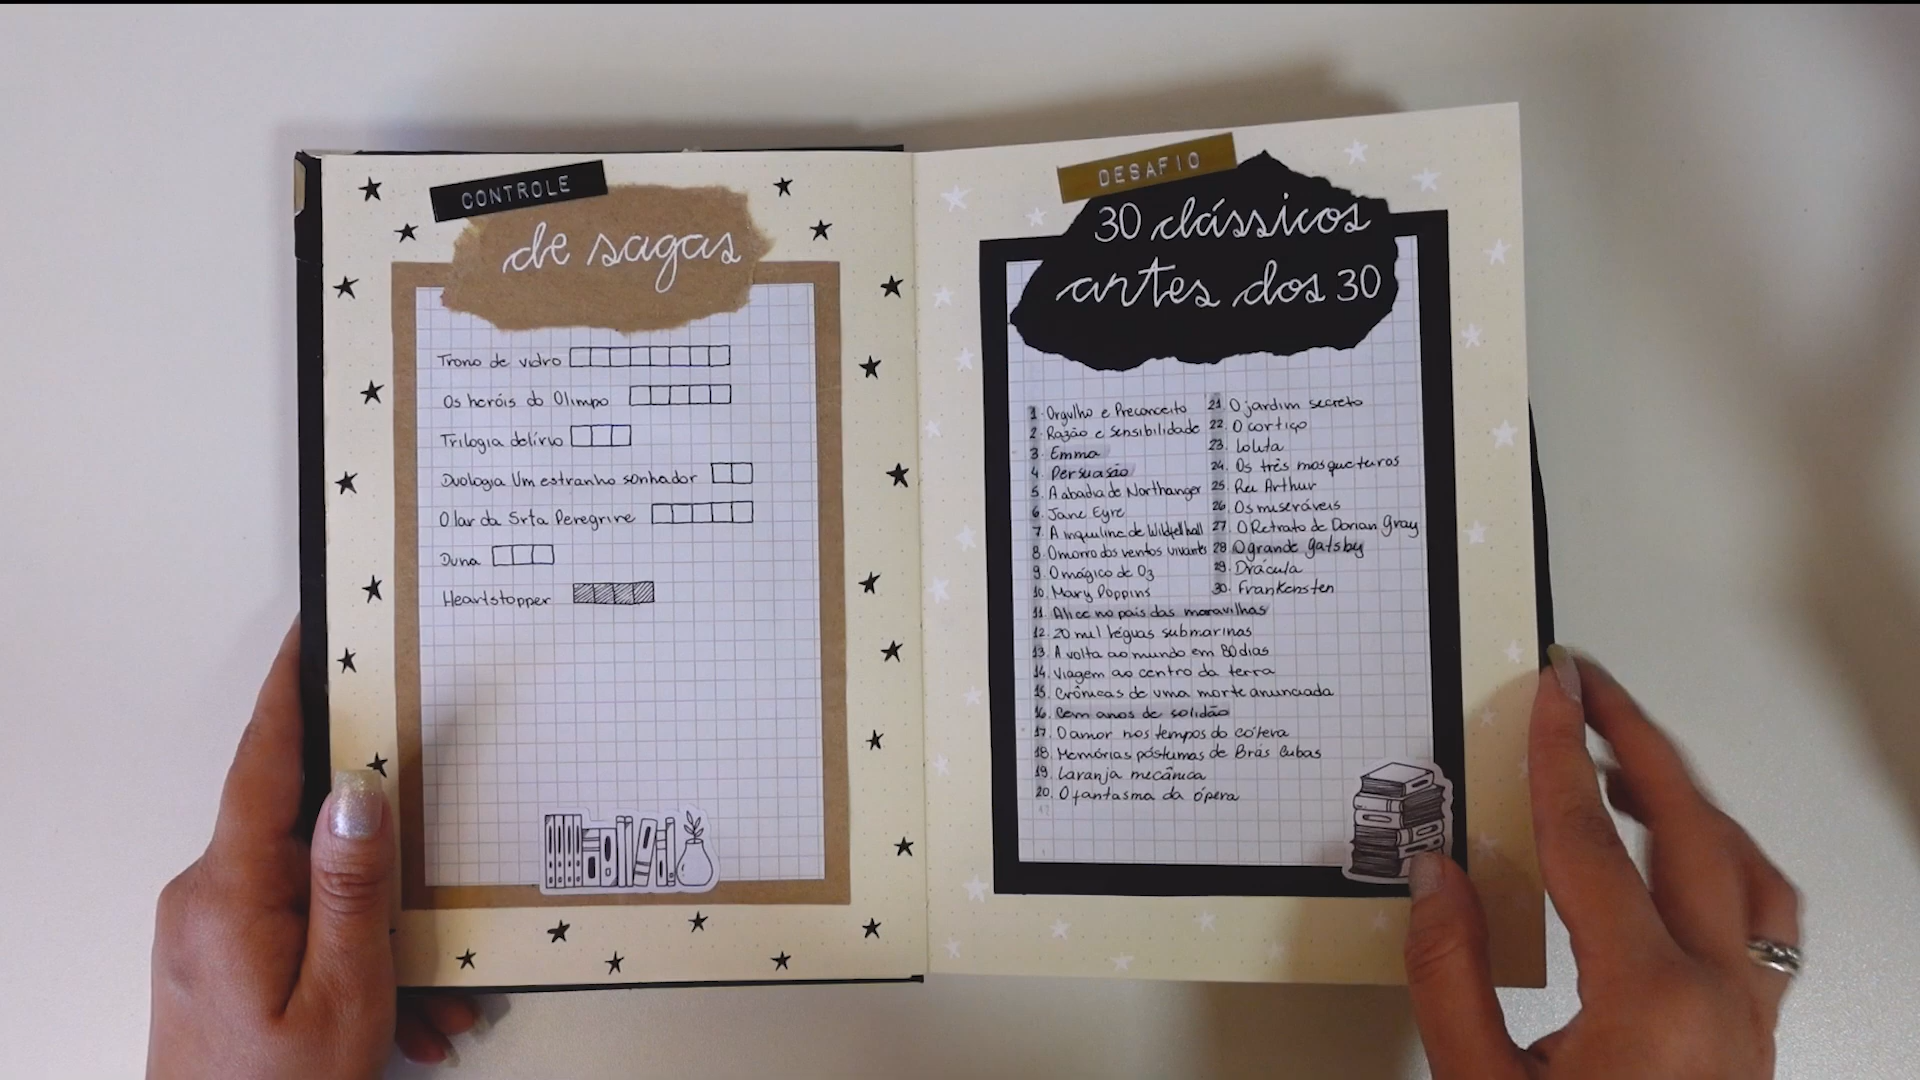 CONTROLE
de sagas
Trono de vidro
Os heróis do Olimpo
Trilogia delírio
Duologia Um estranho sonhador
O lar da Srta Peregrine
Duna
Heartstopper
DESAFIO
30 clássicos
artes dos 30
1. Orgulho e Preconceito
2. Razão e Sensibilidade
3. Emma
4. Persuasão
5. A abadia de Northanger
6. Jane Eyre
7. A inquilina de Wildfell hall
8. O morro dos ventos uivantes
9. O mágico de Oz
10. Mary Poppins
11. Alice no país das maravilhas
12. 20 mil léguas submarinas
13. A volta ao mundo em 80 dias
14. Viagem ao centro da terra
15. Crônicas de uma morte anunciada
16. Cem anos de solidão
17. O amor nos tempos do cólera
18. Memórias póstumas de Brás Cubas
19. Laranja mecânica
20. O fantasma da ópera
21. O jardim secreto
22. O cortiço
23. Lolita
24. Os três mosqueteiros
25. Rei Arthur
26. Os miseráveis
27. O Retrato de Dorian Gray
28. O grande Gatsby
29. Drácula
30. Frankensten